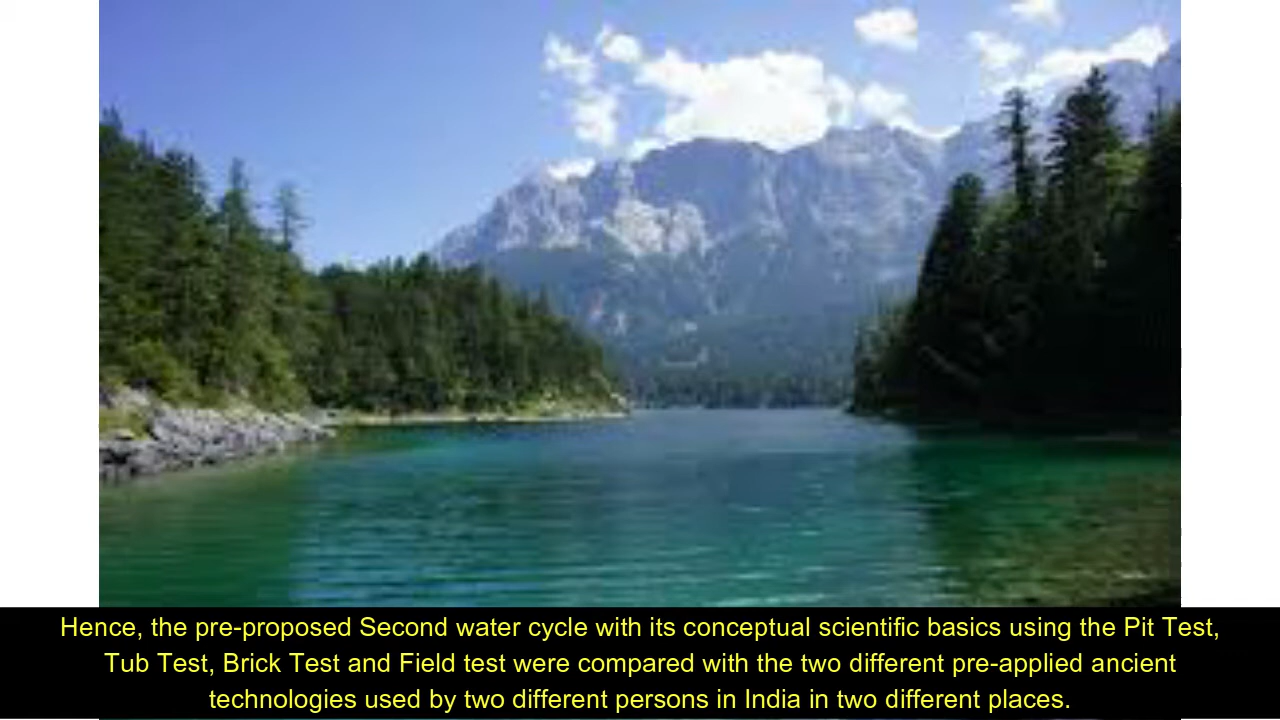 Hence, the pre-proposed Second water cycle with its conceptual scientific basics using the Pit Test,
Tub Test, Brick Test and Field test were compared with the two different pre-applied ancient
technologies used by two different persons in India in two different places.